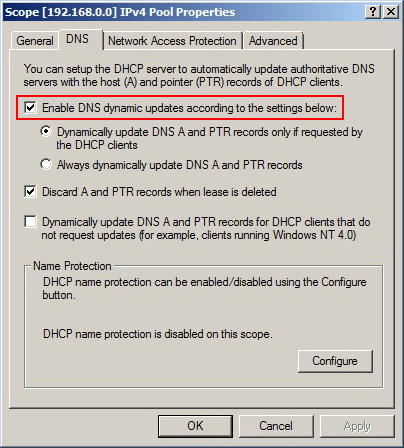 Scope [192.168.0.0] IPv4 Pool Properties
General DNS Network Access Protection Advanced
You can setup the DHCP server to automatically update authoritative DNS
servers with the host (A) and pointer (PTR) records of DHCP clients.
Enable DNS dynamic updates according to the settings below:
Dynamically update DNS A and PTR records only if requested by
the DHCP clients
Always dynamically update DNS A and PTR records
Discard A and PTR records when lease is deleted
Dynamically update DNS A and PTR records for DHCP clients that do
not request updates (for example, clients running Windows NT 4.0)
Name Protection
DHCP name protection can be enabled/disabled using the Configure
button.
DHCP name protection is disabled on this scope.
Configure
OK Cancel Apply